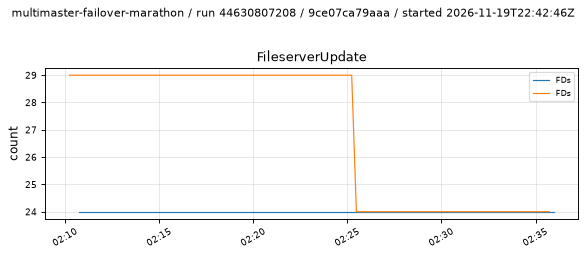 multimaster-failover-marathon / run 44630807208 / 9ce07ca79aaa / started 2026-11-19T22:42:46Z
FileserverUpdate
FDs
FDs
count
29
28
27
26
25
24
02:10
02:15
02:20
02:25
02:30
02:35